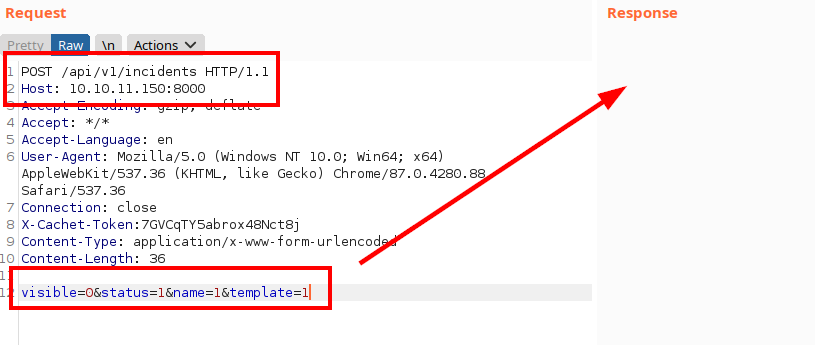 Request
Response
Pretty Raw \n Actions
1 POST /api/v1/incidents HTTP/1.1
2 Host: 10.10.11.150:8000
3 Accept-Encoding: gzip, deflate
4 Accept: */*
5 Accept-Language: en
6 User-Agent: Mozilla/5.0 (Windows NT 10.0; Win64; x64)
AppleWebKit/537.36 (KHTML, like Gecko) Chrome/87.0.4280.88
Safari/537.36
7 Connection: close
8 X-Cachet-Token:7GVCqTY5abrox48Nct8j
9 Content-Type: application/x-www-form-urlencoded
10 Content-Length: 36
11
12 visible=0&status=1&name=1&template=1